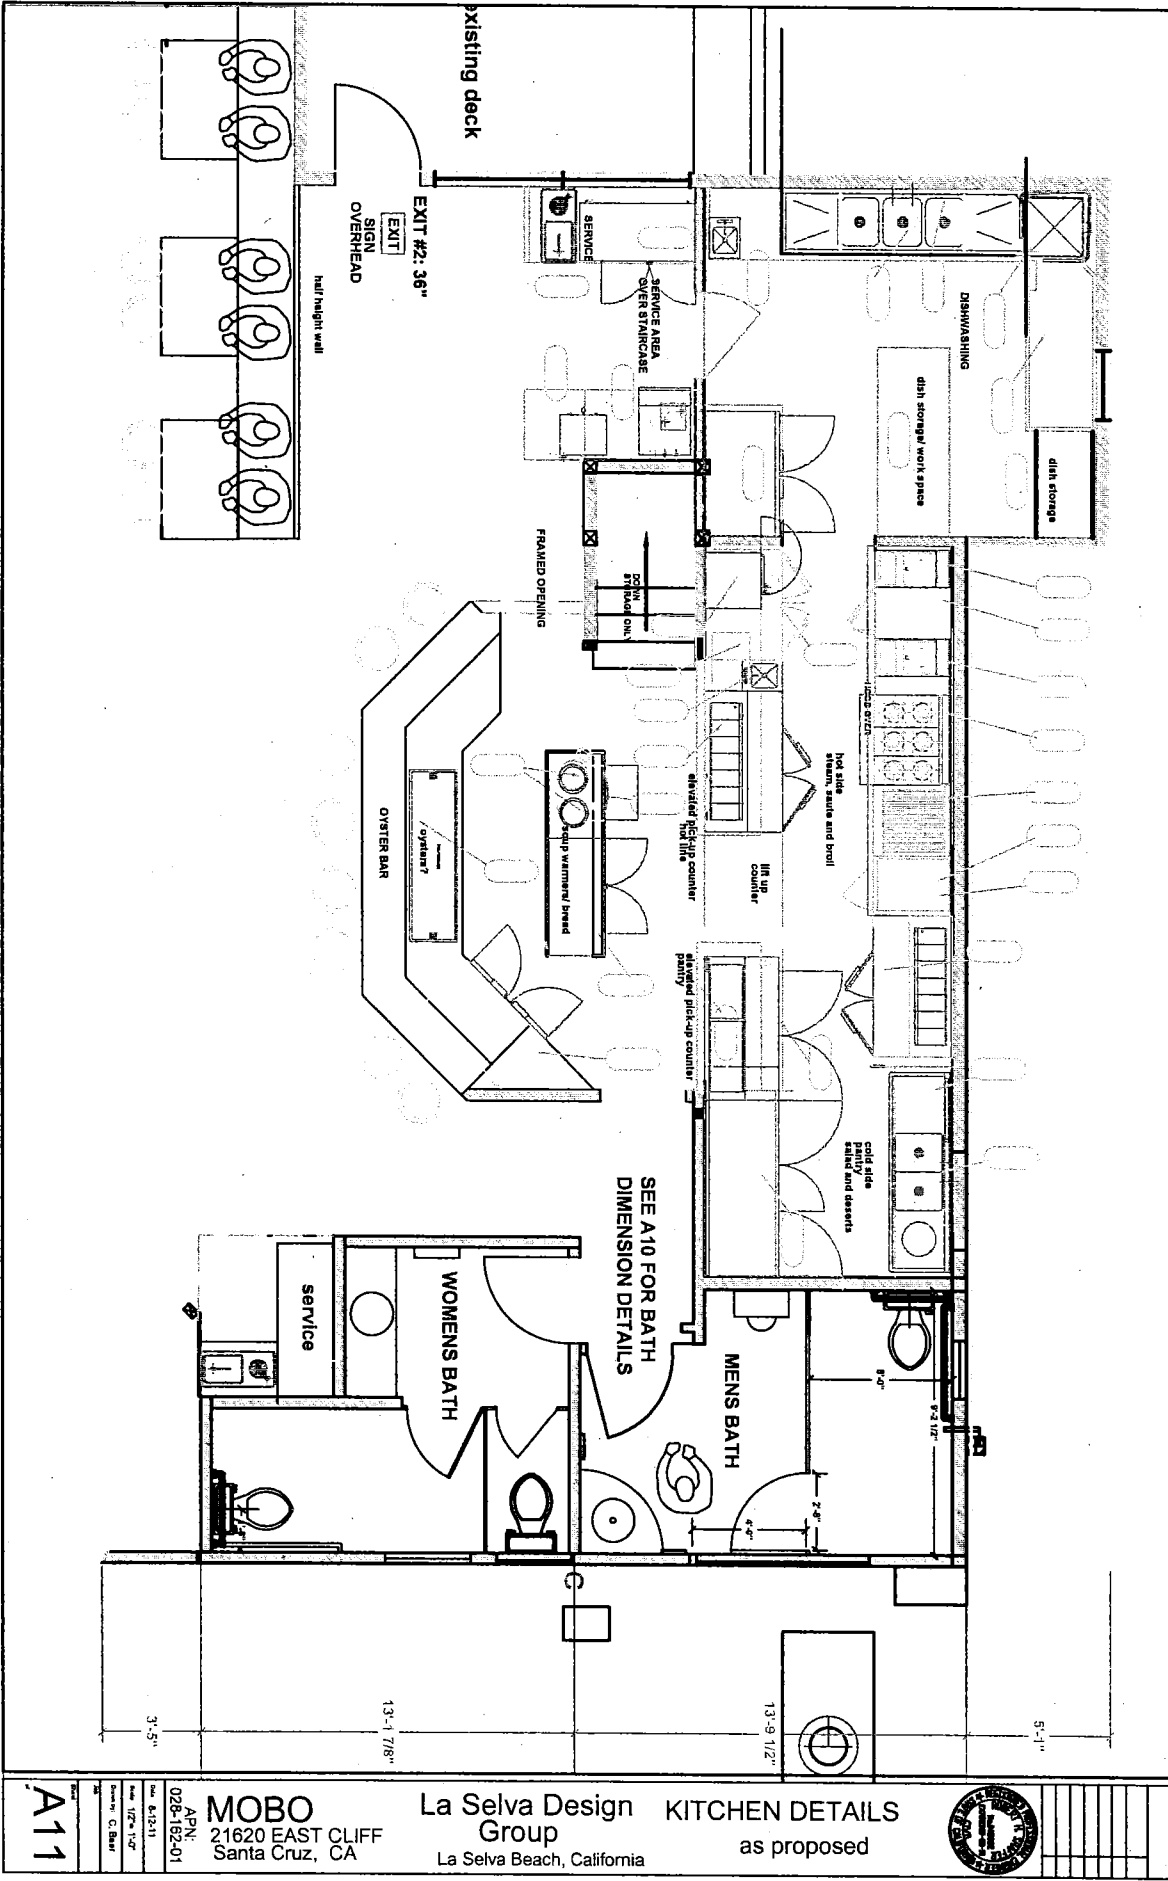 existing deck
EXIT #2: 36"
EXIT
SIGN
OVERHEAD
half height wall
SERVICE
SERVICE AREA
OVER STAIRCASE
DISHWASHING
dish storage/ work space
dish storage
FRAMED OPENING
DOWN
STORAGE ONLY
hot side
steam, saute and broil
elevated pick-up counter
hot line
lift up
counter
OYSTER BAR
oysters?
soup warmers/ bread
elevated pick-up counter
pantry
cold side
pantry
salad and deserts
SEE A10 FOR BATH
DIMENSION DETAILS
WOMENS BATH
service
MENS BATH
5'-0"
9'-2 1/2"
2'-8"
4'-0"
C
3'-5"
13'-1 7/8"
13'-9 1/2"
5'-1"
A11
Date 8-12-11
Scale 1/2"= 1'-0"
Drawn by: C. Baer
APN:
028-162-01
MOBO
21620 EAST CLIFF
Santa Cruz, CA
La Selva Design
Group
La Selva Beach, California
KITCHEN DETAILS
as proposed